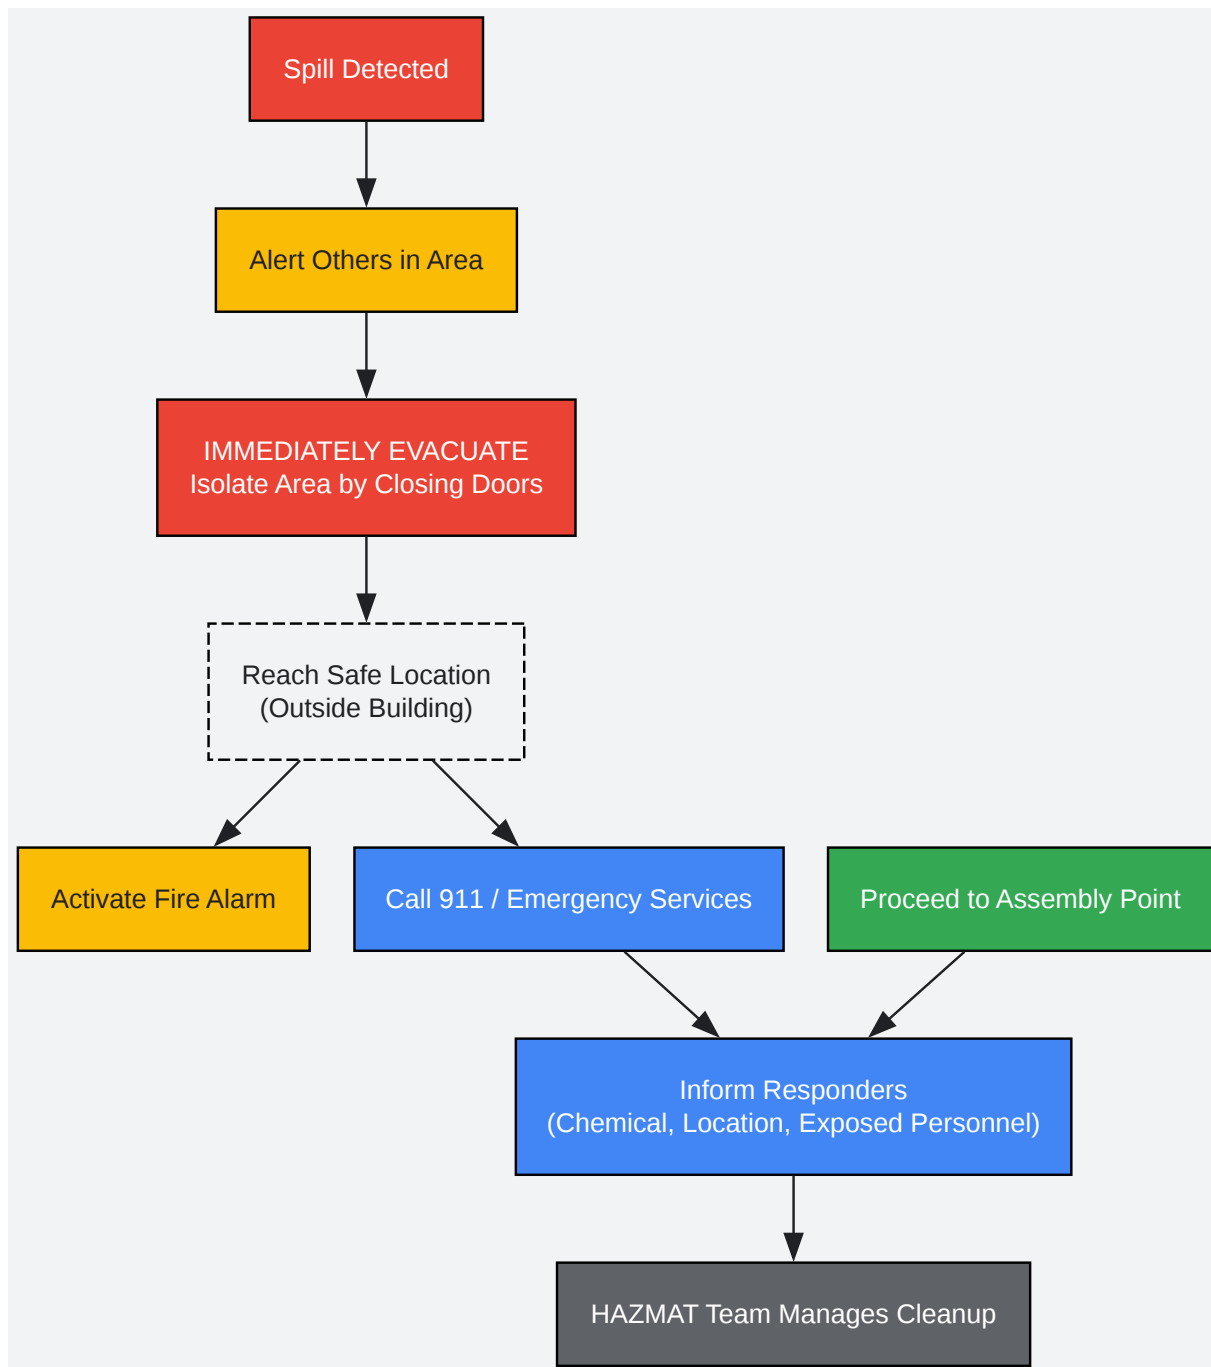 Spill Detected
Alert Others in Area
IMMEDIATELY EVACUATE
Isolate Area by Closing Doors
Reach Safe Location
(Outside Building)
Activate Fire Alarm
Call 911 / Emergency Services
Proceed to Assembly Point
Inform Responders
(Chemical, Location, Exposed Personnel)
HAZMAT Team Manages Cleanup